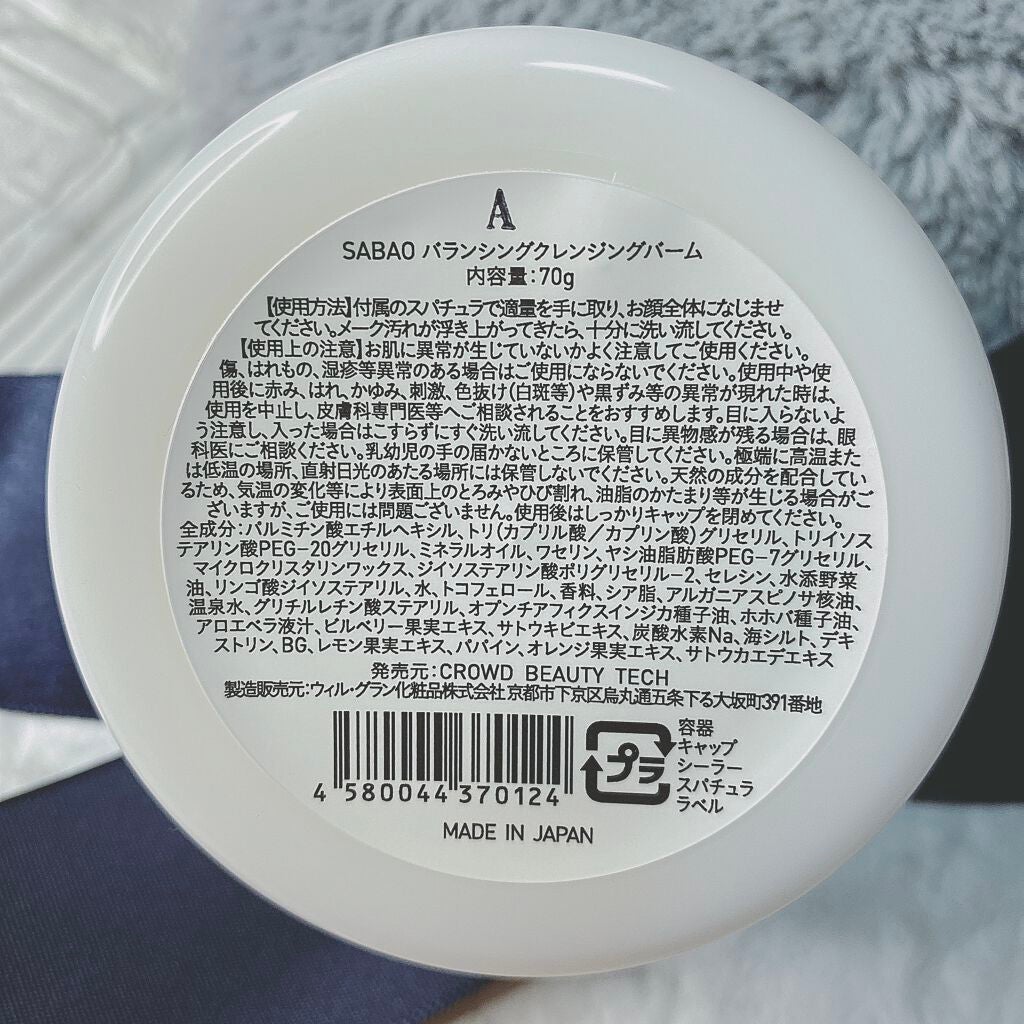 A
SABAO バランシングクレンジングバーム
内容量:70g
【使用方法】付属のスパチュラで適量を手に取り、お顔全体になじませ
てください。メーク汚れが浮き上がってきたら、十分に洗い流してください。
【使用上の注意】お肌に異常が生じていないかよく注意してご使用ください。
傷、はれもの、湿疹等異常のある場合はご使用にならないでください。使用中や使
用後に赤み、はれ、かゆみ、刺激、色抜け(白斑等)や黒ずみ等の異常が現れた時は、
使用を中止し、皮膚科専門医等へご相談されることをおすすめします。目に入らないよ
う注意し、入った場合はこすらずにすぐ洗い流してください。目に異物感が残る場合は、眼
科医にご相談ください。乳幼児の手の届かないところに保管してください。極端に高温また
は低温の場所、直射日光のあたる場所には保管しないでください。天然の成分を配合してい
るため、気温の変化等により表面上のとろみやひび割れ、油脂のかたまり等が生じる場合がご
ざいますが、ご使用には問題ございません。使用後はしっかりキャップを閉めてください。
全成分:パルミチン酸エチルヘキシル、トリ(カプリル酸/カプリン酸)グリセリル、トリイソス
テアリン酸PEG-20グリセリル、ミネラルオイル、ワセリン、ヤシ油脂肪酸PEG-7グリセリル、
マイクロクリスタリンワックス、ジイソステアリン酸ポリグリセリル-2、セレシン、水添野菜
油、リンゴ酸ジイソステアリル、水、トコフェロール、香料、シア脂、アルガニアスピノサ核油、
温泉水、グリチルレチン酸ステアリル、オプンチアフィクスインジカ種子油、ホホバ種子油、
アロエベラ液汁、ビルベリー果実エキス、サトウキビエキス、炭酸水素Na、海シルト、デキ
ストリン、BG、レモン果実エキス、パパイン、オレンジ果実エキス、サトウカエデエキス
発売元:CROWD BEAUTY TECH
製造販売元:ウィル・グラン化粧品株式会社 京都市下京区烏丸通五条下る大坂町391番地
容器
キャップ
シーラー
スパチュラ
ラベル
プラ
4 580044 370124
MADE IN JAPAN